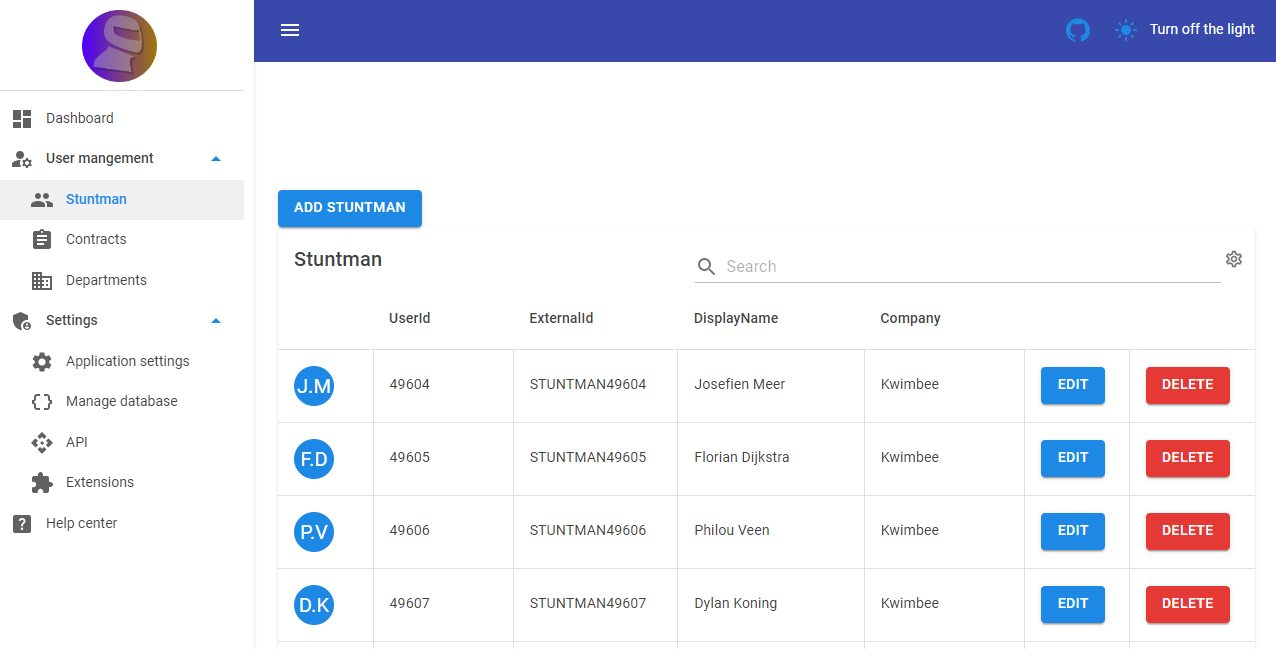 Turn off the light
Dashboard
User mangement
Stuntman
Contracts
Departments
Settings
Application settings
Manage database
API
Extensions
Help center
ADD STUNTMAN
Stuntman
Search
UserId ExternalId DisplayName Company
J.M 49604 STUNTMAN49604 Josefien Meer Kwimbee EDIT DELETE
F.D 49605 STUNTMAN49605 Florian Dijkstra Kwimbee EDIT DELETE
P.V 49606 STUNTMAN49606 Philou Veen Kwimbee EDIT DELETE
D.K 49607 STUNTMAN49607 Dylan Koning Kwimbee EDIT DELETE